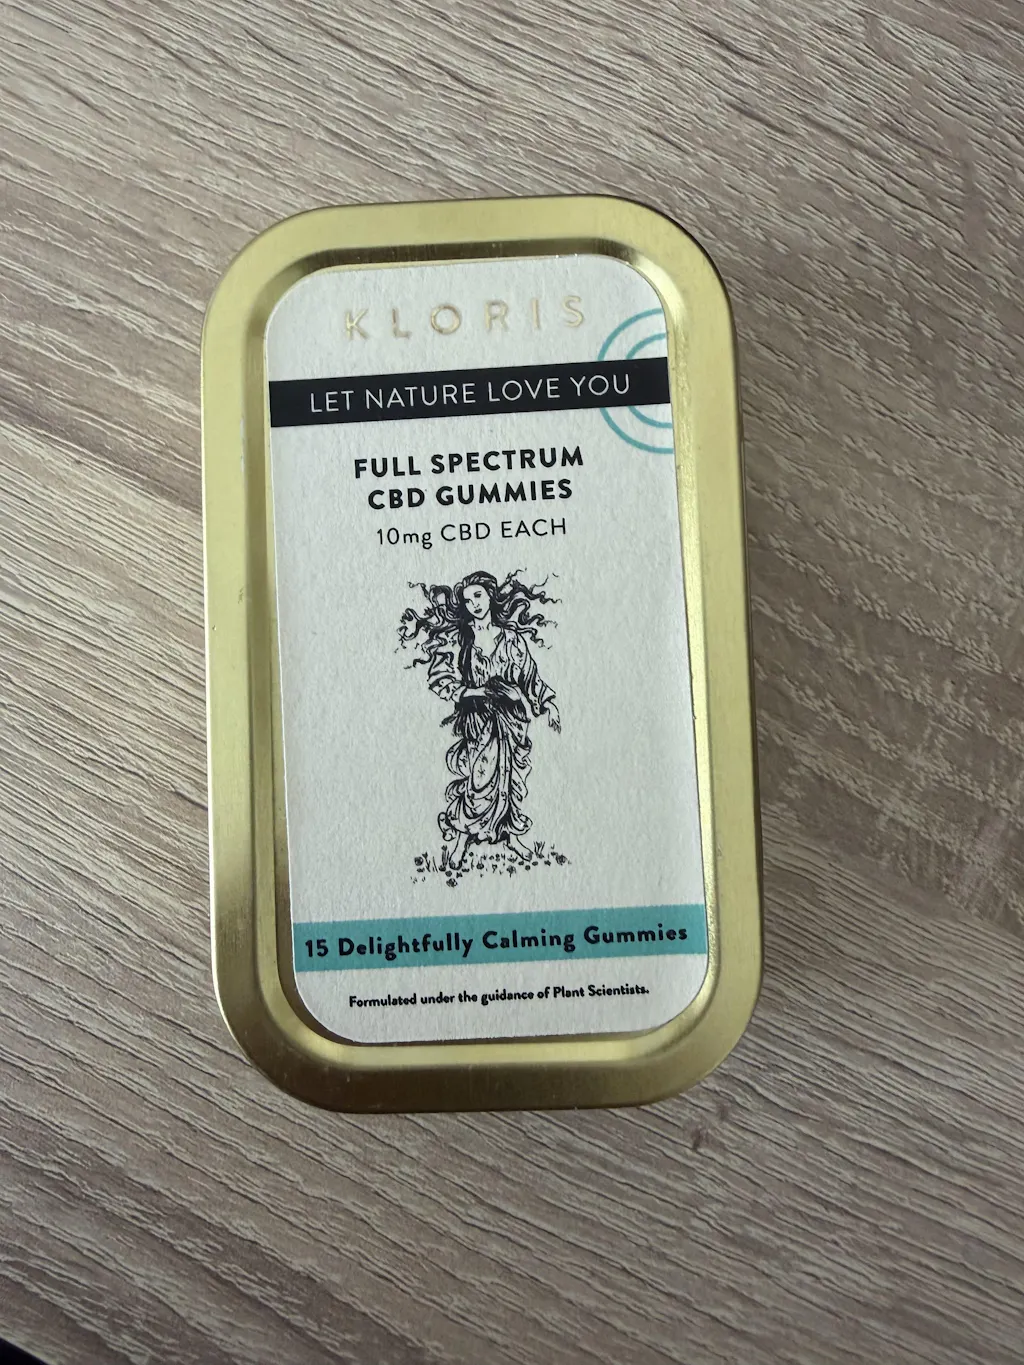 KLORIS
LET NATURE LOVE YOU
FULL SPECTRUM
CBD GUMMIES
10mg CBD EACH
15 Delightfully Calming Gummies
Formulated under the guidance of Plant Scientists.